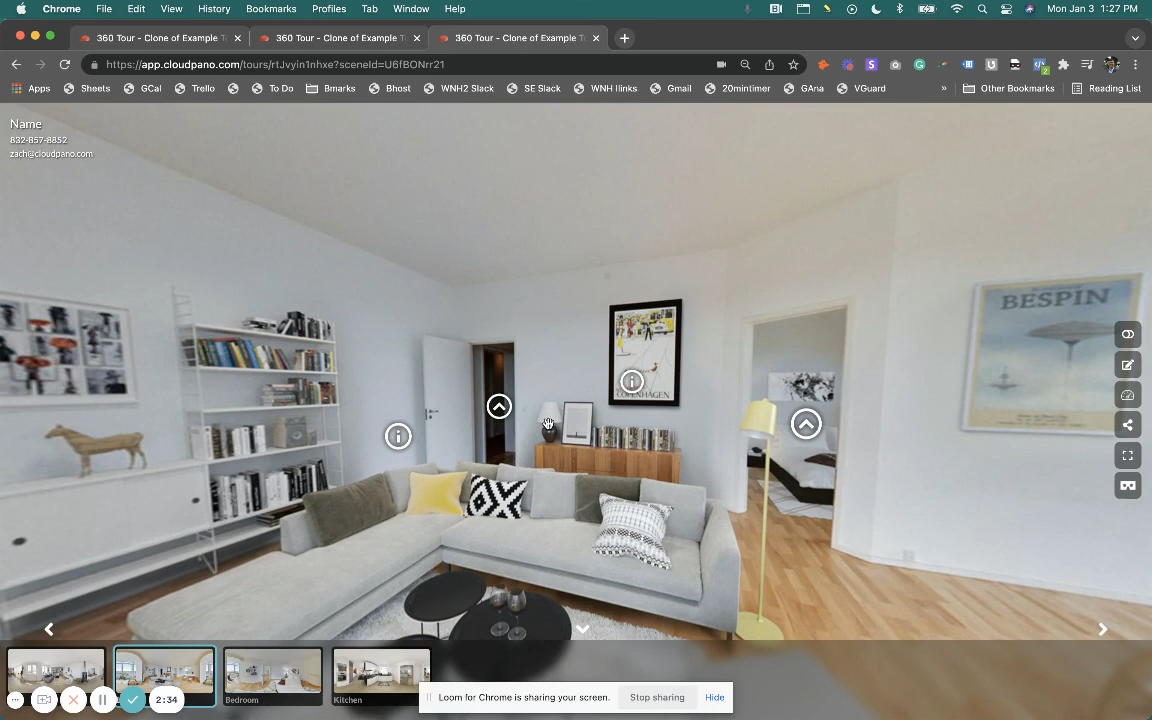 Chrome File Edit View History Bookmarks Profiles Tab Window Help Mon Jan 3 1:27 PM
360 Tour - Clone of Example T 360 Tour - Clone of Example T 360 Tour - Clone of Example T
https://app.cloudpano.com/tours/rtJvyin1nhxe?sceneId=U6fBONrr21
Apps Sheets GCal Trello To Do Bmarks Bhost WNH2 Slack SE Slack WNH llinks Gmail 20mintimer GAna VGuard » Other Bookmarks Reading List
Name
832-857-8852
zach@cloudpano.com
BESPIN
COPENHAGEN
Bedroom Kitchen
2:34
Loom for Chrome is sharing your screen. Stop sharing Hide